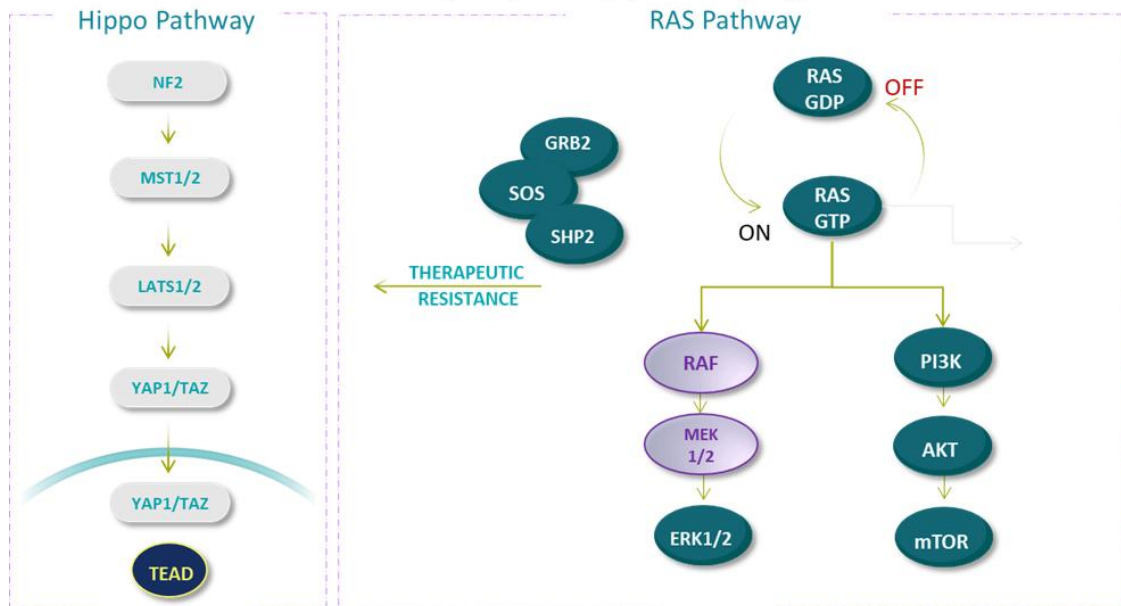 Hippo Pathway
NF2
MST1/2
LATS1/2
YAP1/TAZ
YAP1/TAZ
TEAD
RAS Pathway
RAS
GDP
OFF
GRB2
SOS
SHP2
RAS
GTP
ON
THERAPEUTIC
RESISTANCE
RAF
MEK
1/2
ERK1/2
PI3K
AKT
mTOR